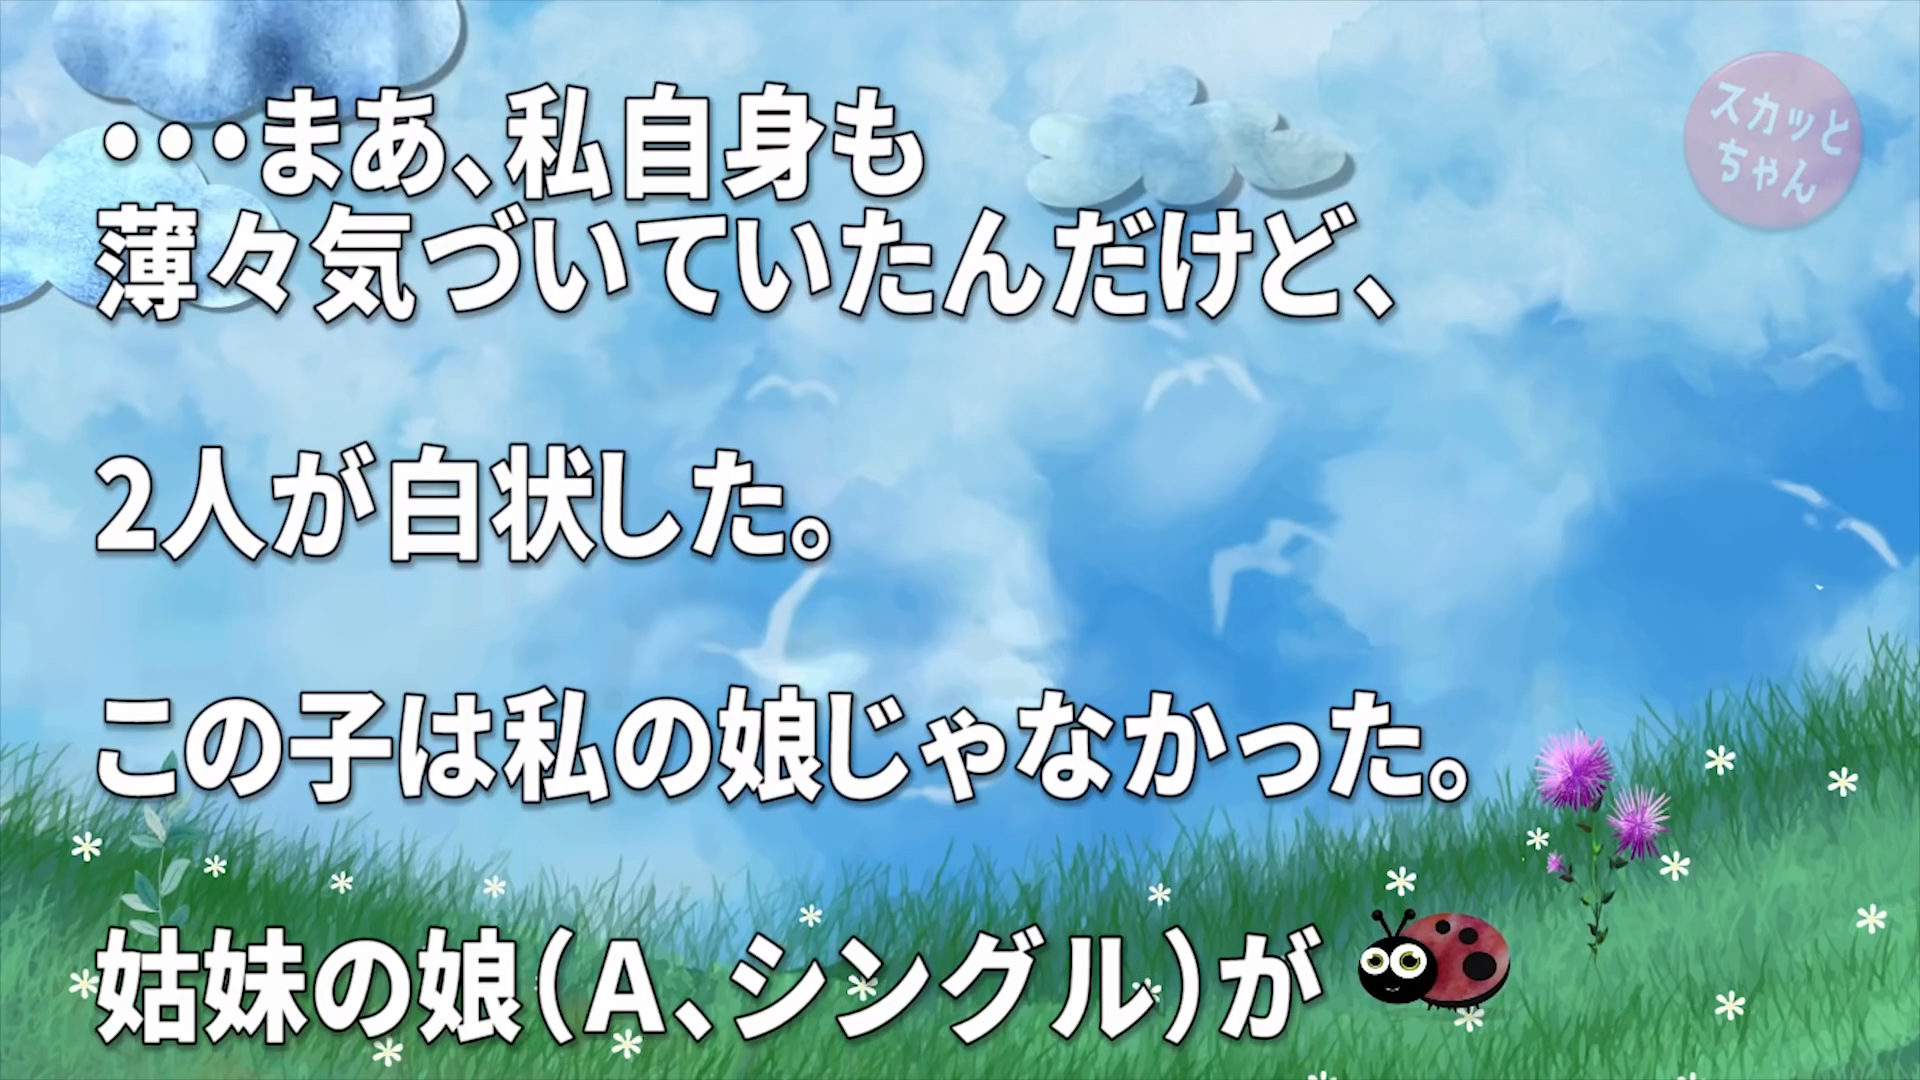 ・・・まあ、私自身も
薄々気づいていたんだけど、
2人が白状した。
この子は私の娘じゃなかった。
姑妹の娘（A、シングル）が
スカッと
ちゃん